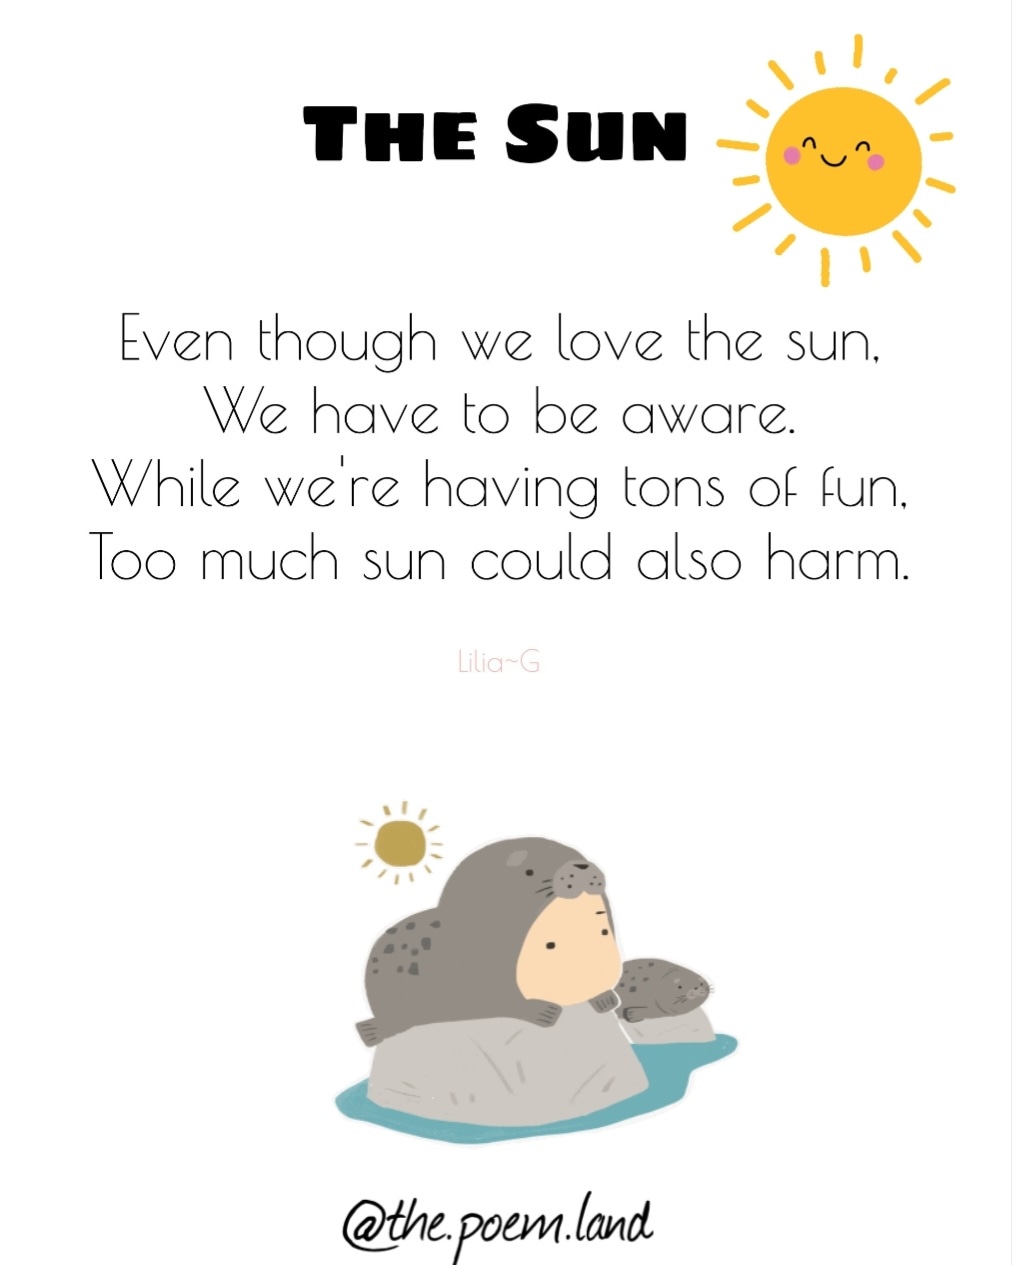 The Sun
Even though we love the sun,
We have to be aware.
While we're having tons of fun,
Too much sun could also harm.
Lilia~G
@the.poem.land